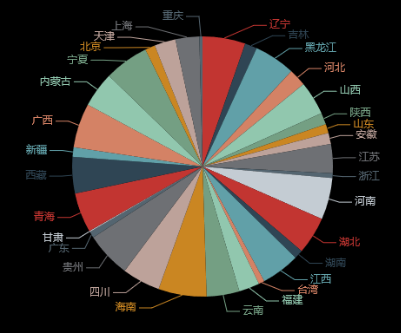 辽宁
吉林
黑龙江
河北
山西
陕西
山东
安徽
江苏
浙江
河南
湖北
湖南
江西
台湾
福建
云南
海南
四川
贵州
广东
甘肃
青海
西藏
新疆
广西
内蒙古
宁夏
北京
天津
上海
重庆